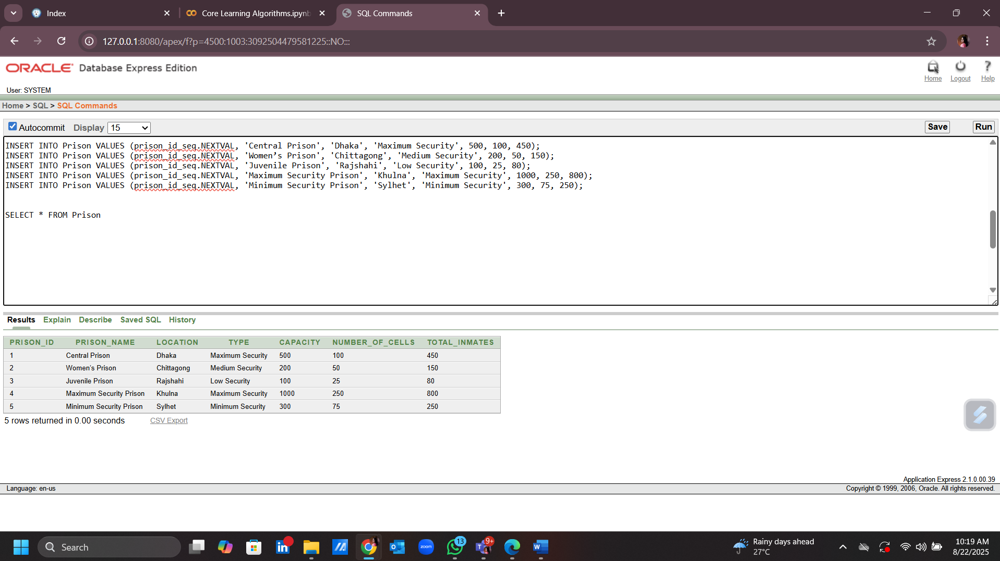 Index
Core Learning Algorithms.ipynb
SQL Commands
127.0.0.1:8080/apex/f?p=4500:1003:3092504479581225::NO:::
ORACLE Database Express Edition
Home
Logout
Help
User: SYSTEM
Home > SQL > SQL Commands
Autocommit Display 15
Save
Run
INSERT INTO Prison VALUES (prison_id_seq.NEXTVAL, 'Central Prison', 'Dhaka', 'Maximum Security', 500, 100, 450);
INSERT INTO Prison VALUES (prison_id_seq.NEXTVAL, 'Women’s Prison', 'Chittagong', 'Medium Security', 200, 50, 150);
INSERT INTO Prison VALUES (prison_id_seq.NEXTVAL, 'Juvenile Prison', 'Rajshahi', 'Low Security', 100, 25, 80);
INSERT INTO Prison VALUES (prison_id_seq.NEXTVAL, 'Maximum Security Prison', 'Khulna', 'Maximum Security', 1000, 250, 800);
INSERT INTO Prison VALUES (prison_id_seq.NEXTVAL, 'Minimum Security Prison', 'Sylhet', 'Minimum Security', 300, 75, 250);
SELECT * FROM Prison
Results Explain Describe Saved SQL History
PRISON_ID PRISON_NAME LOCATION TYPE CAPACITY NUMBER_OF_CELLS TOTAL_INMATES
1 Central Prison Dhaka Maximum Security 500 100 450
2 Women's Prison Chittagong Medium Security 200 50 150
3 Juvenile Prison Rajshahi Low Security 100 25 80
4 Maximum Security Prison Khulna Maximum Security 1000 250 800
5 Minimum Security Prison Sylhet Minimum Security 300 75 250
5 rows returned in 0.00 seconds CSV Export
Application Express 2.1.0.00.39
Language: en-us
Copyright © 1999, 2006, Oracle. All rights reserved.
Search
zoom
13
9+
Rainy days ahead
27°C
10:19 AM
8/22/2025